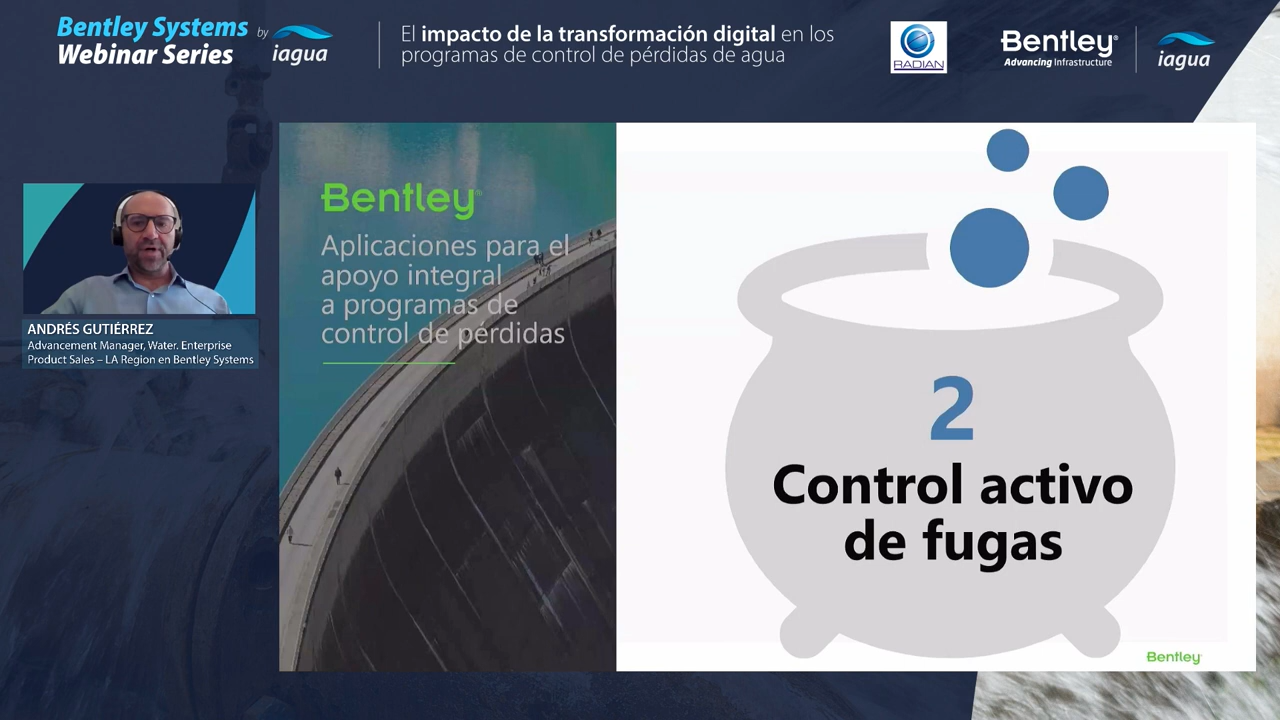 Bentley Systems
Webinar Series
by
iagua
El impacto de la transformación digital en los
programas de control de pérdidas de agua
RADIAN
Bentley®
Advancing Infrastructure
iagua
ANDRÉS GUTIÉRREZ
Advancement Manager, Water. Enterprise
Product Sales – LA Region en Bentley Systems
Bentley®
Aplicaciones para el
apoyo integral
a programas de
control de pérdidas
2
Control activo
de fugas
Bentley